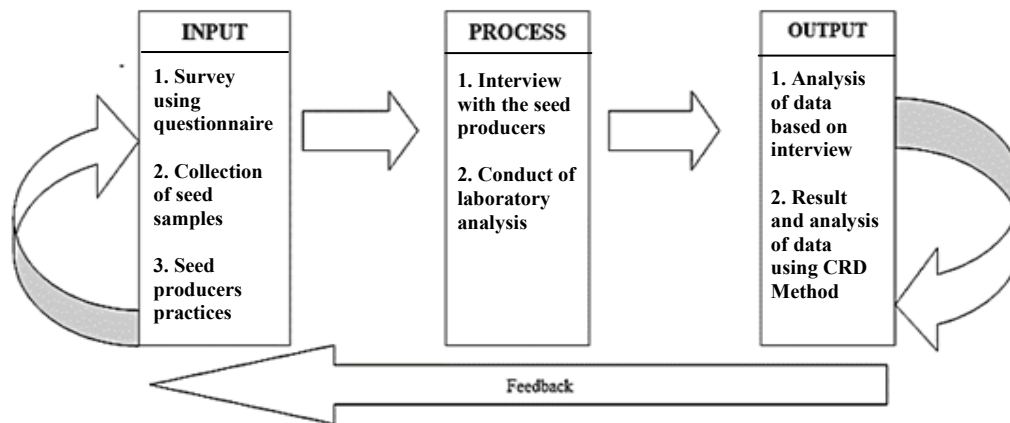 INPUT
1. Survey
using
questionnaire
2. Collection
of seed
samples
3. Seed
producers
practices
PROCESS
1. Interview
with the seed
producers
2. Conduct of
laboratory
analysis
OUTPUT
1. Analysis
of data
based on
interview
2. Result
and analysis
of data
using CRD
Method
Feedback